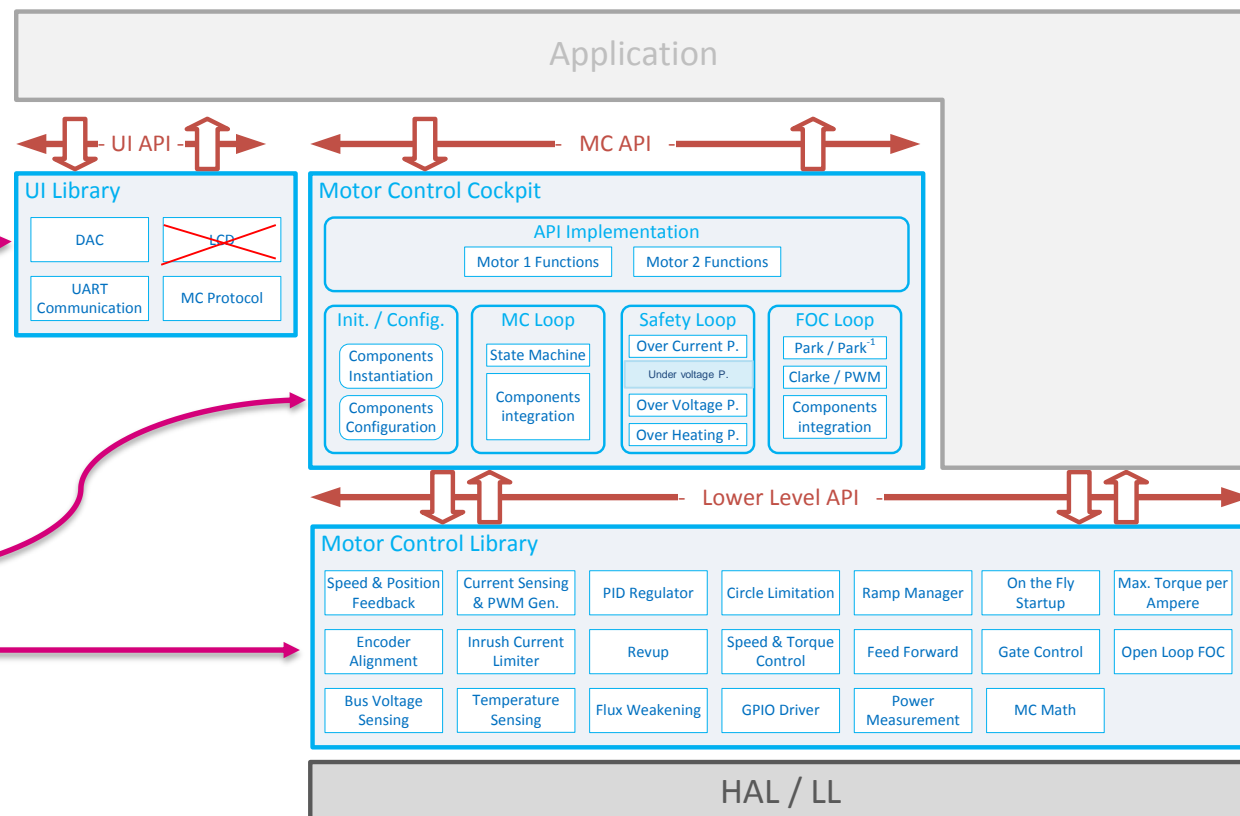 Application
- UI API -
- MC API -
UI Library
DAC
LCD
UART
Communication
MC Protocol
Motor Control Cockpit
API Implementation
Motor 1 Functions
Motor 2 Functions
Init. / Config.
Components
Instantiation
Components
Configuration
MC Loop
State Machine
Components
integration
Safety Loop
Over Current P.
Under voltage P.
Over Voltage P.
Over Heating P.
FOC Loop
Park / Park⁻¹
Clarke / PWM
Components
integration
- Lower Level API -
Motor Control Library
Speed & Position
Feedback
Current Sensing
& PWM Gen.
PID Regulator
Circle Limitation
Ramp Manager
On the Fly
Startup
Max. Torque per
Ampere
Encoder
Alignment
Inrush Current
Limiter
Revup
Speed & Torque
Control
Feed Forward
Gate Control
Open Loop FOC
Bus Voltage
Sensing
Temperature
Sensing
Flux Weakening
GPIO Driver
Power
Measurement
MC Math
HAL / LL